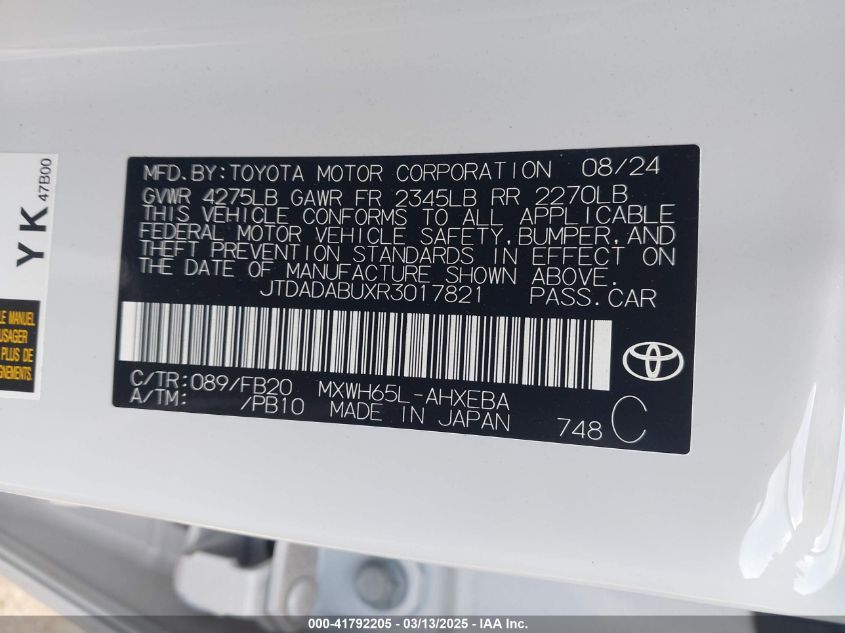 MFD.BY:TOYOTA MOTOR CORPORATION 08/24
GVWR 4275LB GAWR FR 2345LB RR 2270LB
THIS VEHICLE CONFORMS TO ALL APPLICABLE
FEDERAL MOTOR VEHICLE SAFETY,BUMPER,AND
THEFT PREVENTION STANDARDS IN EFFECT ON
THE DATE OF MANUFACTURE SHOWN ABOVE.
JTDADABUXR3017821 PASS.CAR
C/TR:089/FB20 MXWH65L-AHXEBA
A/TM: /PB10 MADE IN JAPAN 748 C
YK 47B00
LE MANUEL
USAGER
PLUS DE
GNEMENTS.
000-41792205 - 03/13/2025 - IAA Inc.